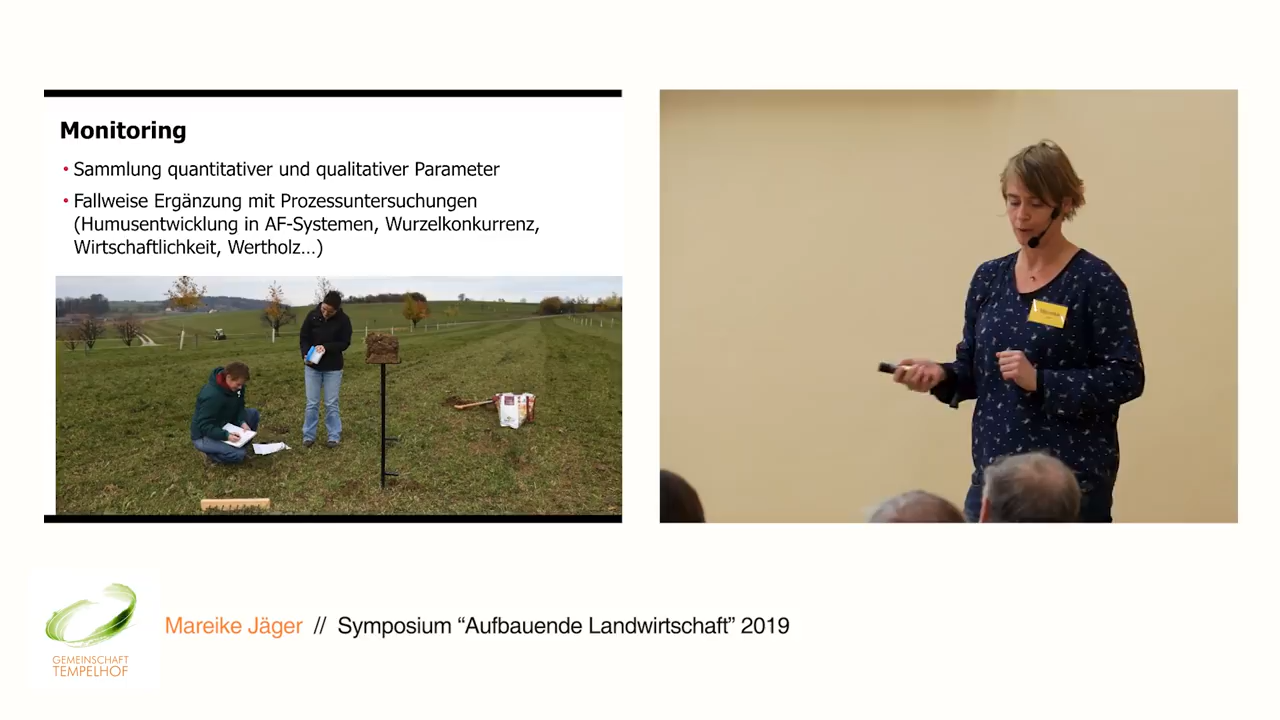 Monitoring
• Sammlung quantitativer und qualitativer Parameter
• Fallweise Ergänzung mit Prozessuntersuchungen
(Humusentwicklung in AF-Systemen, Wurzelkonkurrenz,
Wirtschaftlichkeit, Wertholz...)
GEMEINSCHAFT
TEMPELHOF
Mareike Jäger // Symposium “Aufbauende Landwirtschaft” 2019